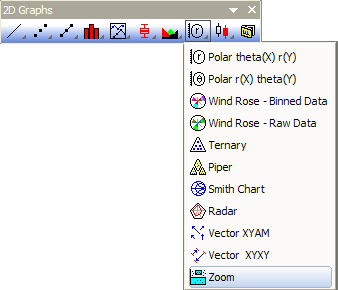 2D Graphs
Polar theta(X) r(Y)
Polar r(X) theta(Y)
Wind Rose - Binned Data
Wind Rose - Raw Data
Ternary
Piper
Smith Chart
Radar
Vector XYAM
Vector XYXY
Zoom